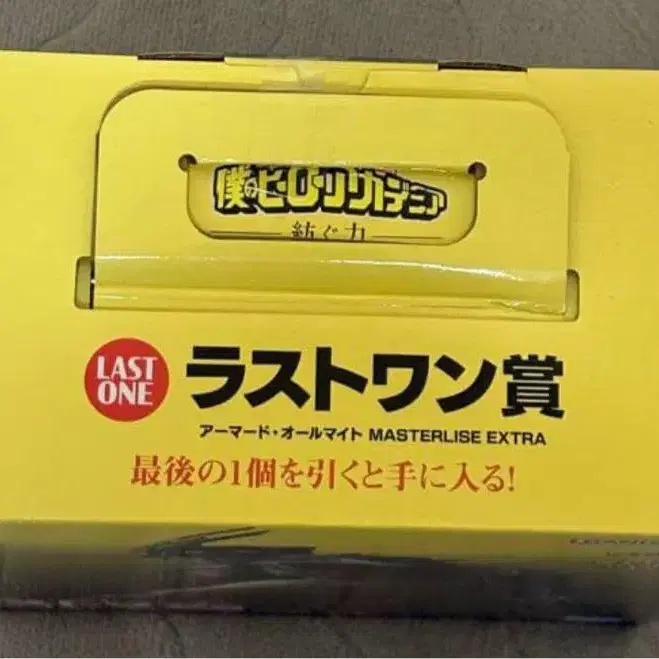 僕のヒーローアカデミア
紡ぐ力
LAST ONE
ラストワン賞
アーマード・オールマイト MASTERLISE EXTRA
最後の1個を引くと手に入る!